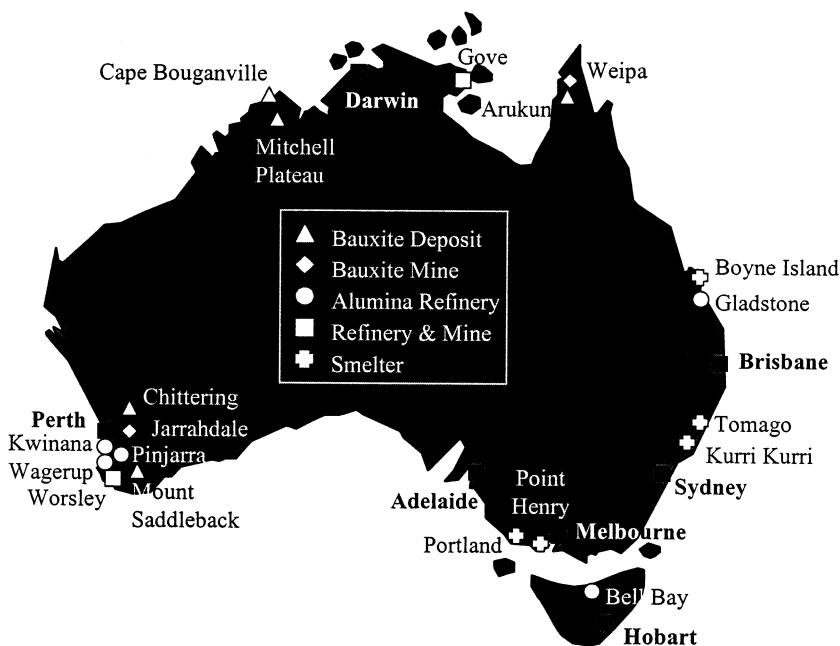 Gove
Cape Bouganville
Weipa
Darwin
Arukun
Mitchell
Plateau
Bauxite Deposit
Bauxite Mine
Alumina Refinery
Refinery & Mine
Smelter
Boyne Island
Gladstone
Brisbane
Chittering
Perth
Jarrahdale
Tomago
Kwinana
Pinjarra
Kurri Kurri
Wagerup
Worsley
Mount
Saddleback
Adelaide
Point
Henry
Sydney
Portland
Melbourne
Bell Bay
Hobart